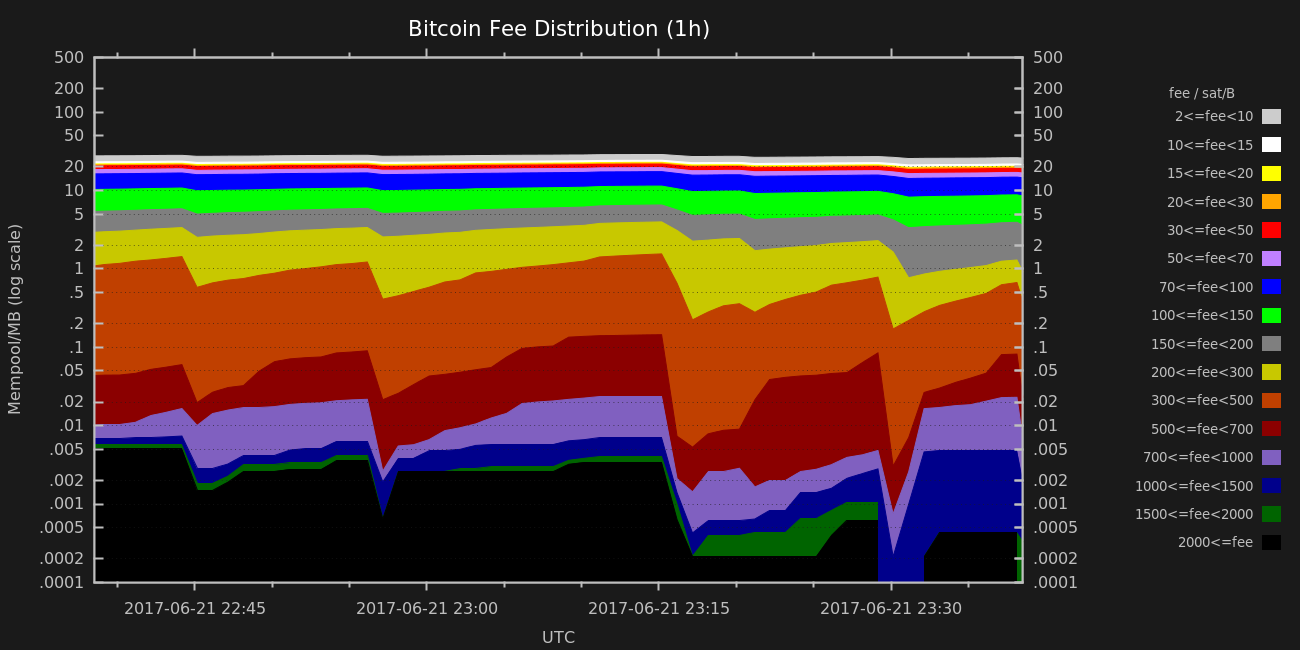 Bitcoin Fee Distribution (1h)
500 500
200 200
100 100
50 50
20 20
10 10
5 5
2 2
1 1
.5 .5
.2 .2
.1 .1
.05 .05
.02 .02
.01 .01
.005 .005
.002 .002
.001 .001
.0005 .0005
.0002 .0002
.0001 .0001
Mempool/MB (log scale)
2017-06-21 22:45 2017-06-21 23:00 2017-06-21 23:15 2017-06-21 23:30
UTC
fee / sat/B
2<=fee<10
10<=fee<15
15<=fee<20
20<=fee<30
30<=fee<50
50<=fee<70
70<=fee<100
100<=fee<150
150<=fee<200
200<=fee<300
300<=fee<500
500<=fee<700
700<=fee<1000
1000<=fee<1500
1500<=fee<2000
2000<=fee